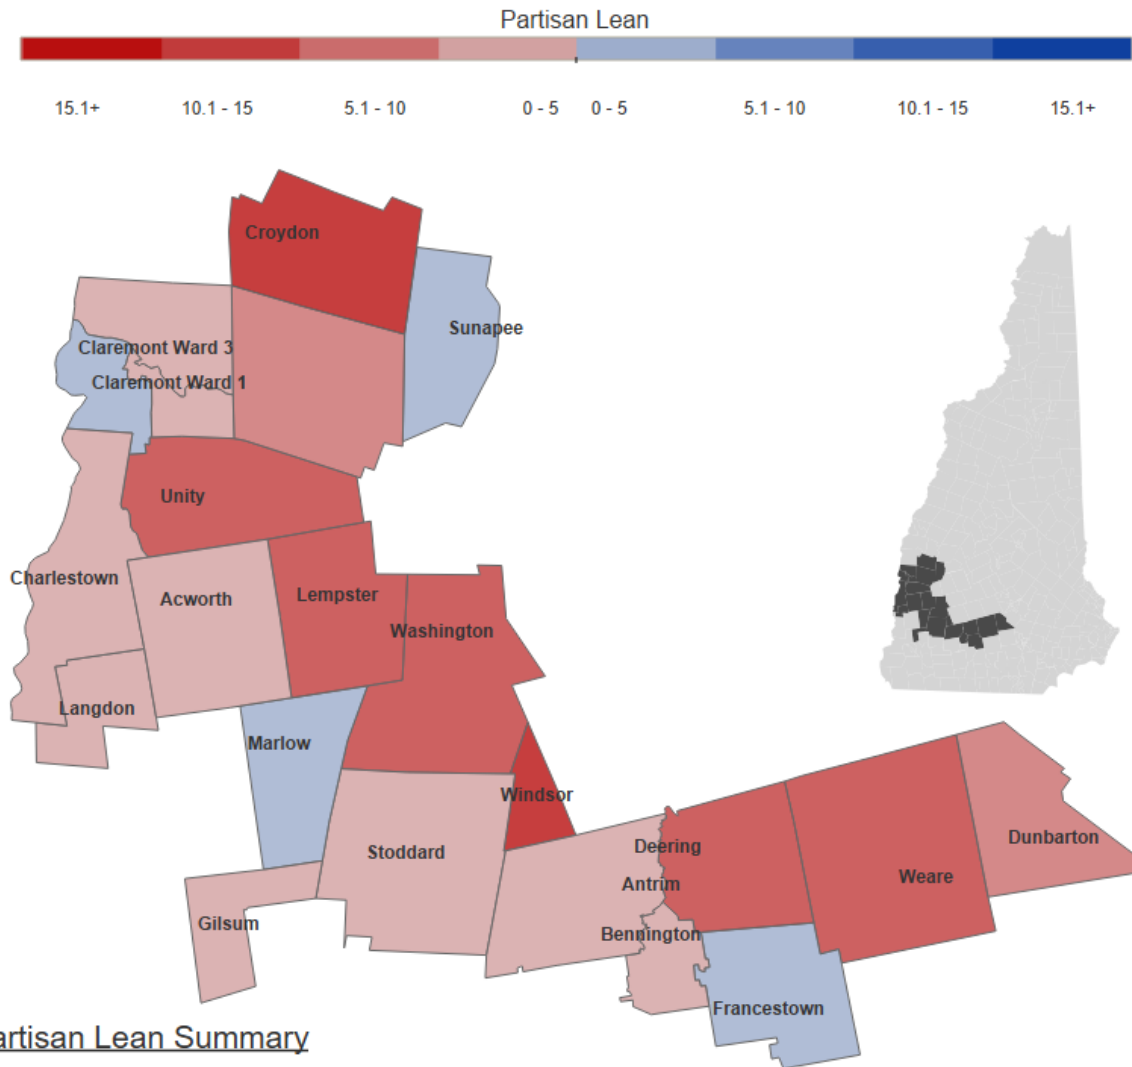 Partisan Lean
15.1+ 10.1 - 15 5.1 - 10 0 - 5 0 - 5 5.1 - 10 10.1 - 15 15.1+
Croydon
Sunapee
Claremont Ward 3
Claremont Ward 1
Unity
Charlestown
Acworth
Lempster
Washington
Langdon
Marlow
Windsor
Stoddard
Deering
Dunbarton
Weare
Antrim
Gilsum
Bennington
Francestown
artisan Lean Summary